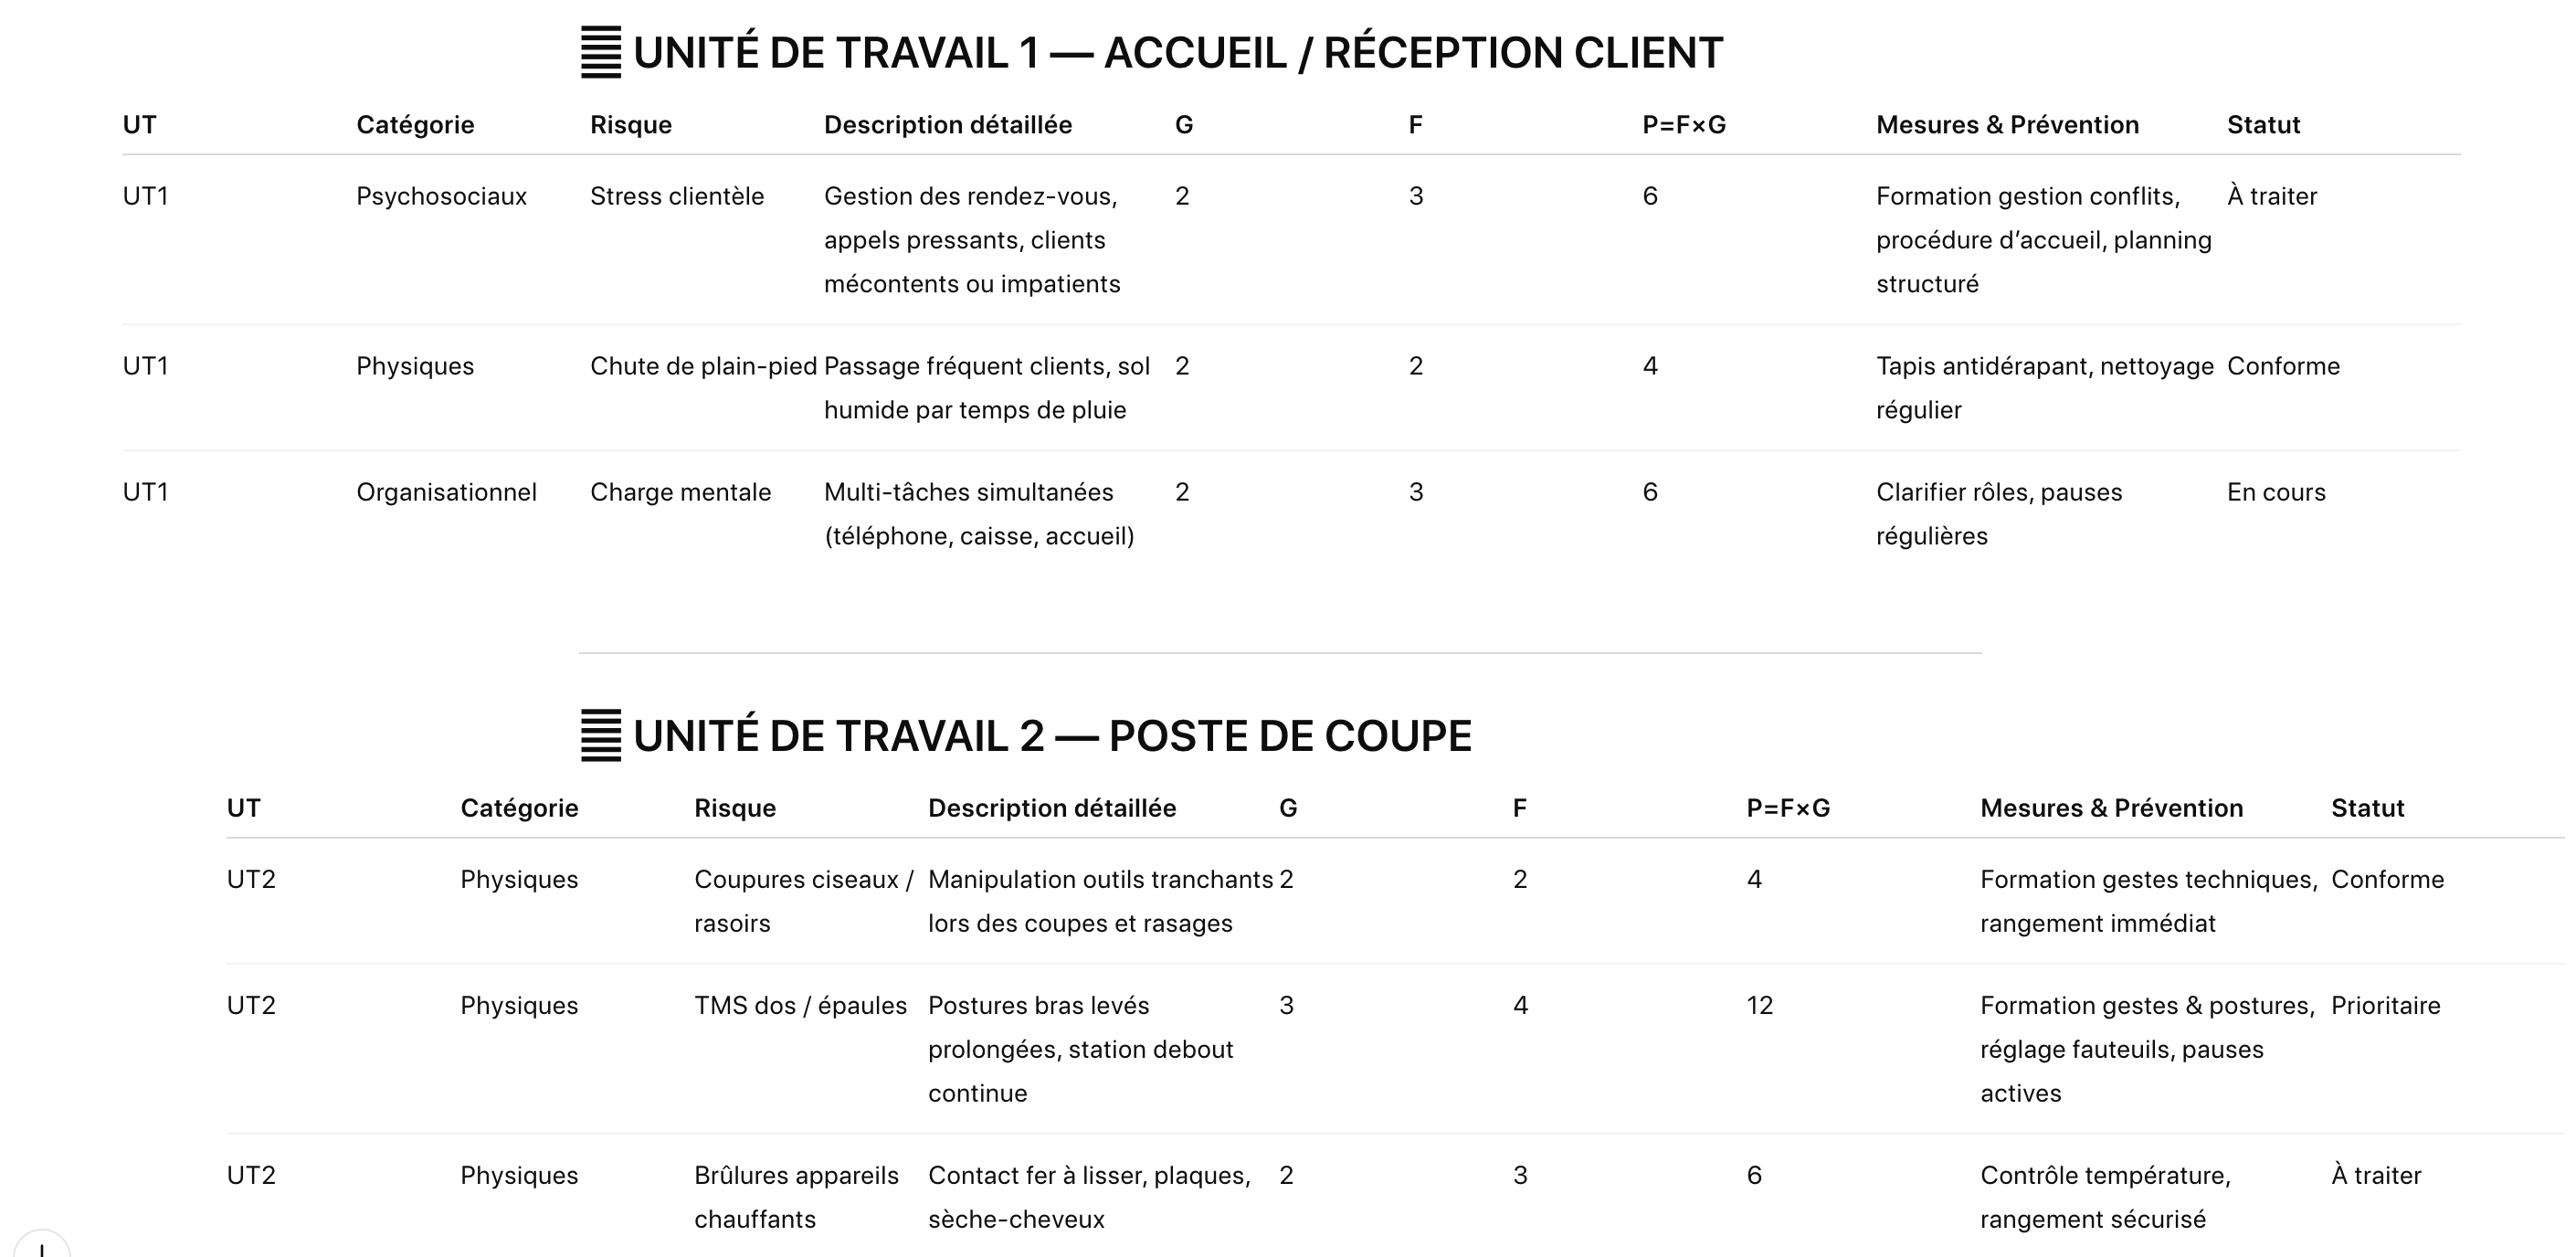 UNITÉ DE TRAVAIL 1 — ACCUEIL / RÉCEPTION CLIENT
UT Catégorie Risque Description détaillée G F P=F×G Mesures & Prévention Statut
UT1 Psychosociaux Stress clientèle Gestion des rendez-vous, 2 3 6 Formation gestion conflits, À traiter
appels pressants, clients procédure d’accueil, planning
mécontents ou impatients structuré
UT1 Physiques Chute de plain-pied Passage fréquent clients, sol 2 2 4 Tapis antidérapant, nettoyage Conforme
humide par temps de pluie régulier
UT1 Organisationnel Charge mentale Multi-tâches simultanées 2 3 6 Clarifier rôles, pauses En cours
(téléphone, caisse, accueil) régulières
UNITÉ DE TRAVAIL 2 — POSTE DE COUPE
UT Catégorie Risque Description détaillée G F P=F×G Mesures & Prévention Statut
UT2 Physiques Coupures ciseaux / Manipulation outils tranchants 2 2 4 Formation gestes techniques, Conforme
rasoirs lors des coupes et rasages rangement immédiat
UT2 Physiques TMS dos / épaules Postures bras levés 3 4 12 Formation gestes & postures, Prioritaire
prolongées, station debout réglage fauteuils, pauses
continue actives
UT2 Physiques Brûlures appareils Contact fer à lisser, plaques, 2 3 6 Contrôle température, À traiter
chauffants sèche-cheveux rangement sécurisé